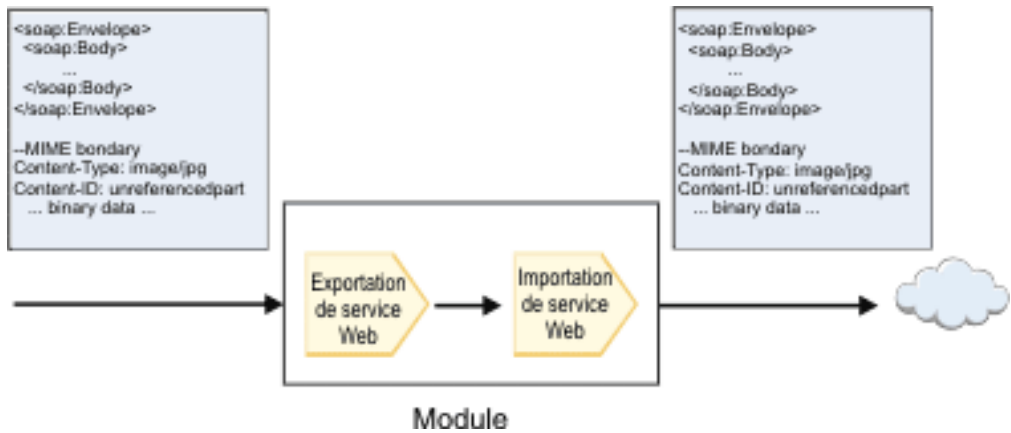 <soap:Envelope>
<soap:Body>
...
</soap:Body>
</soap:Envelope>
--MIME bondary
Content-Type: image/jpg
Content-ID: unreferencedpart
... binary data ...
<soap:Envelope>
<soap:Body>
...
</soap:Body>
</soap:Envelope>
--MIME bondary
Content-Type: image/jpg
Content-ID: unreferencedpart
... binary data ...
Exportation
de service
Web
Importation
de service
Web
Module